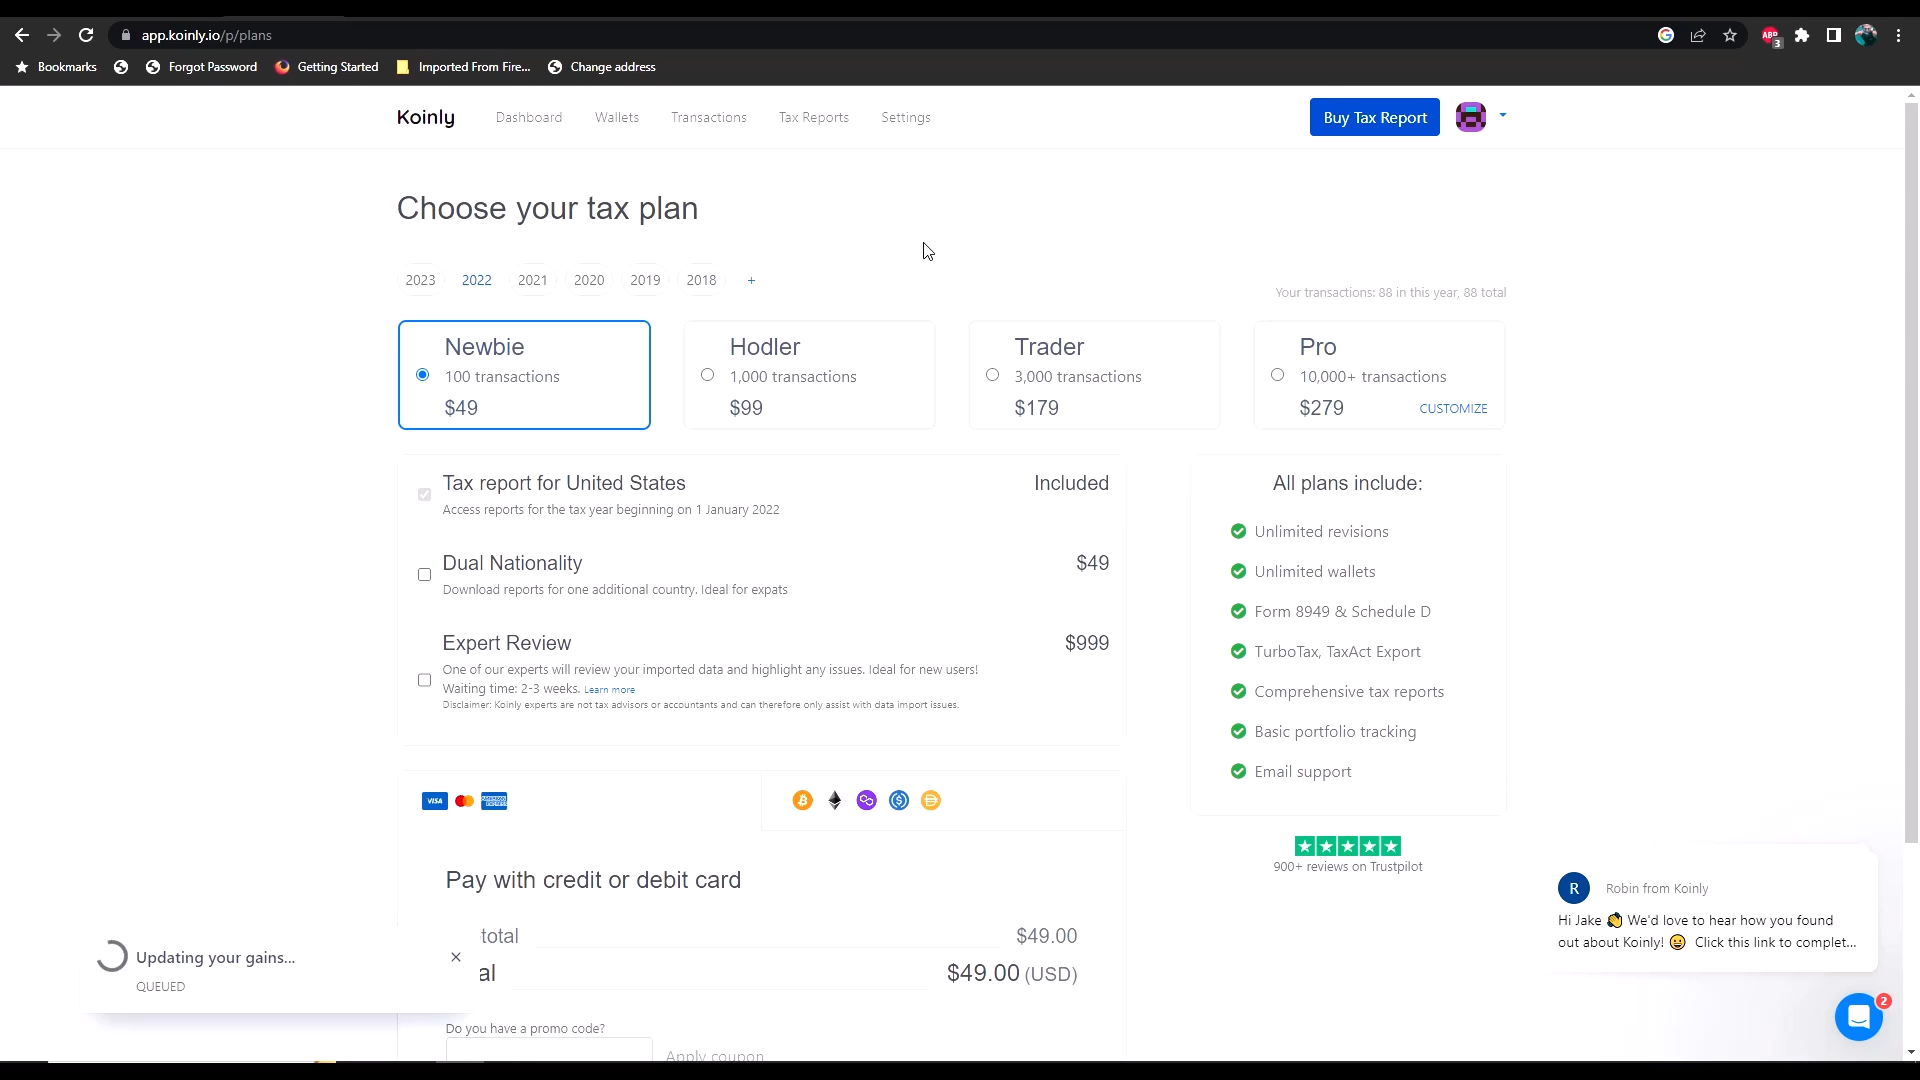 app.koinly.io/p/plans
ABP
3
Bookmarks
Forgot Password
Getting Started
Imported From Fire...
Change address
Koinly
Dashboard
Wallets
Transactions
Tax Reports
Settings
Buy Tax Report
Choose your tax plan
2023
2022
2021
2020
2019
2018
+
Your transactions: 88 in this year, 88 total
Newbie
100 transactions
$49
Hodler
1,000 transactions
$99
Trader
3,000 transactions
$179
Pro
10,000+ transactions
$279
CUSTOMIZE
Tax report for United States
Included
Access reports for the tax year beginning on 1 January 2022
Dual Nationality
$49
Download reports for one additional country. Ideal for expats
Expert Review
$999
One of our experts will review your imported data and highlight any issues. Ideal for new users!
Waiting time: 2-3 weeks. Learn more
Disclaimer: Koinly experts are not tax advisors or accountants and can therefore only assist with data import issues.
All plans include:
Unlimited revisions
Unlimited wallets
Form 8949 & Schedule D
TurboTax, TaxAct Export
Comprehensive tax reports
Basic portfolio tracking
Email support
900+ reviews on Trustpilot
VISA
AMERICAN EXPRESS
Pay with credit or debit card
total
$49.00
al
$49.00 (USD)
Do you have a promo code?
Apply coupon
Updating your gains...
QUEUED
R
Robin from Koinly
Hi Jake 👋 We'd love to hear how you found
out about Koinly! 😀 Click this link to complet...
2